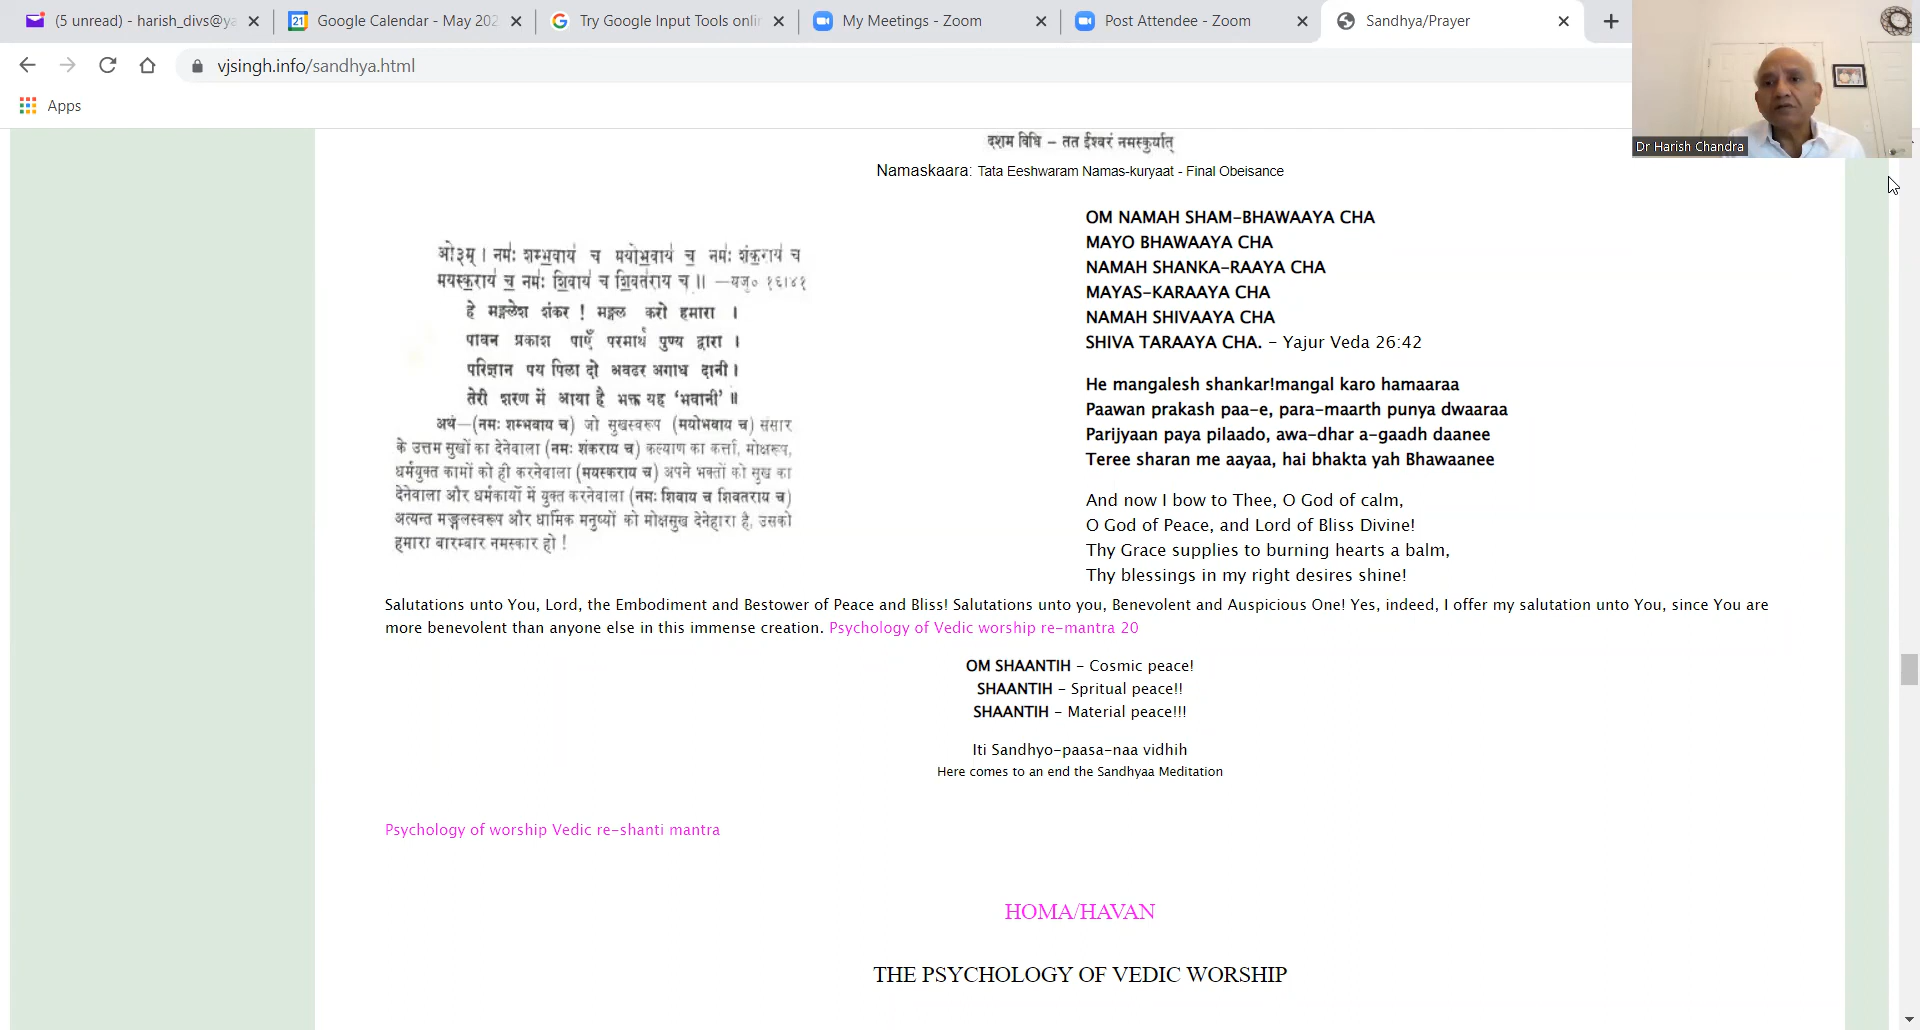 (5 unread) - harish_divs@ya
Google Calendar - May 202
Try Google Input Tools onlin
My Meetings - Zoom
Post Attendee - Zoom
Sandhya/Prayer
vjsingh.info/sandhya.html
Apps
Dr Harish Chandra
दशम विधि – तत ईश्वरं नमस्कुर्यात्
Namaskaara: Tata Eeshwaram Namas-kuryaat - Final Obeisance
ओ३म् । नमः॑ शम्भ॒वाय॑ च मयोभ॒वाय॑ च॒ नमः॑ शंक॒राय॑ च
मयस्क॒राय॑ च॒ नमः॑ शि॒वाय॑ च शि॒वत॑राय च॒ ॥ —यजु० १६।४१
हे मङ्गलेश शंकर ! मङ्गल करो हमारा ।
पावन प्रकाश पाएँ परमार्थ पुण्य द्वारा ।
परिज्ञान पय पिला दो अवढर अगाध दानी ।
तेरी शरण में आया है भक्त यह ‘भवानी’ ॥
अर्थ—(नमः शम्भवाय च) जो सुखस्वरूप (मयोभवाय च) संसार
के उत्तम सुखों का देनेवाला (नमः शंकराय च) कल्याण का कर्त्ता, मोक्षरूप,
धर्मयुक्त कामों को ही करनेवाला (मयस्कराय च) अपने भक्तों को सुख का
देनेवाला और धर्मकार्यों में युक्त करनेवाला (नमः शिवाय च शिवतराय च)
अत्यन्त मङ्गलस्वरूप और धार्मिक मनुष्यों को मोक्षसुख देनेहारा है, उसको
हमारा बारम्बार नमस्कार हो !
OM NAMAH SHAM-BHAWAAYA CHA
MAYO BHAWAAYA CHA
NAMAH SHANKA-RAAYA CHA
MAYAS-KARAAYA CHA
NAMAH SHIVAAYA CHA
SHIVA TARAAYA CHA. - Yajur Veda 26:42
He mangalesh shankar!mangal karo hamaaraa
Paawan prakash paa-e, para-maarth punya dwaaraa
Parijyaan paya pilaado, awa-dhar a-gaadh daanee
Teree sharan me aayaa, hai bhakta yah Bhawaanee
And now I bow to Thee, O God of calm,
O God of Peace, and Lord of Bliss Divine!
Thy Grace supplies to burning hearts a balm,
Thy blessings in my right desires shine!
Salutations unto You, Lord, the Embodiment and Bestower of Peace and Bliss! Salutations unto you, Benevolent and Auspicious One! Yes, indeed, I offer my salutation unto You, since You are
more benevolent than anyone else in this immense creation. Psychology of Vedic worship re-mantra 20
OM SHAANTIH - Cosmic peace!
SHAANTIH - Spritual peace!!
SHAANTIH - Material peace!!!
Iti Sandhyo-paasa-naa vidhih
Here comes to an end the Sandhyaa Meditation
Psychology of worship Vedic re-shanti mantra
HOMA/HAVAN
THE PSYCHOLOGY OF VEDIC WORSHIP